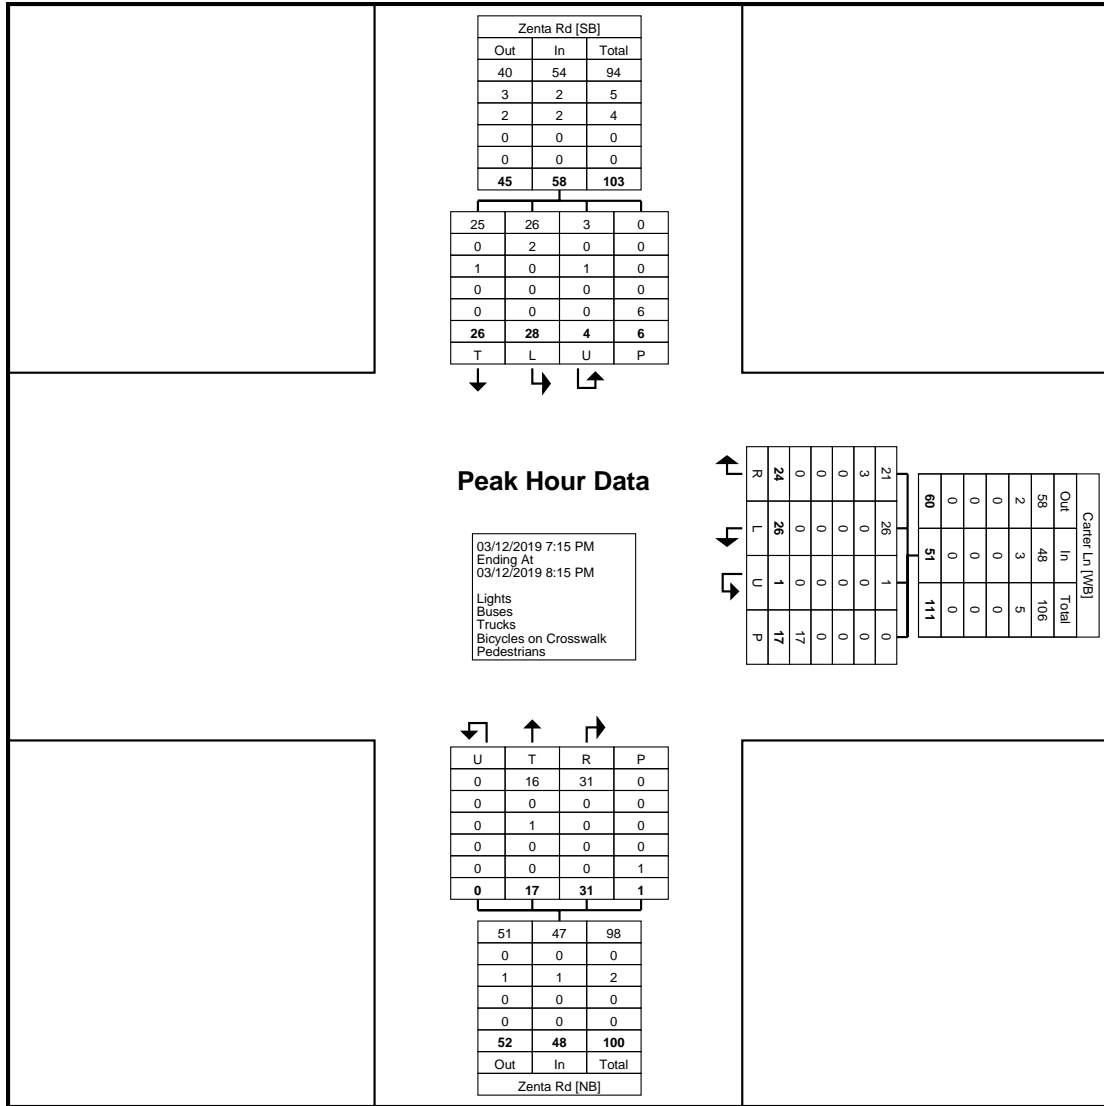 Zenta Rd [SB]
Out In Total
40 54 94
3 2 5
2 2 4
0 0 0
0 0 0
45 58 103
25 26 3 0
0 2 0 0
1 0 1 0
0 0 0 0
0 0 0 6
26 28 4 6
T L U P
Peak Hour Data
03/12/2019 7:15 PM
Ending At
03/12/2019 8:15 PM
Lights
Buses
Trucks
Bicycles on Crosswalk
Pedestrians
Carter Ln [WB]
Out In Total
58 48 106
2 3 5
0 0 0
0 0 0
0 0 0
60 51 111
21 26 1 0
3 0 0 0
0 0 0 0
0 0 0 0
0 0 0 17
24 26 1 17
R L U P
U T R P
0 16 31 0
0 0 0 0
0 1 0 0
0 0 0 0
0 0 0 1
0 17 31 1
51 47 98
0 0 0
1 1 2
0 0 0
0 0 0
52 48 100
Out In Total
Zenta Rd [NB]